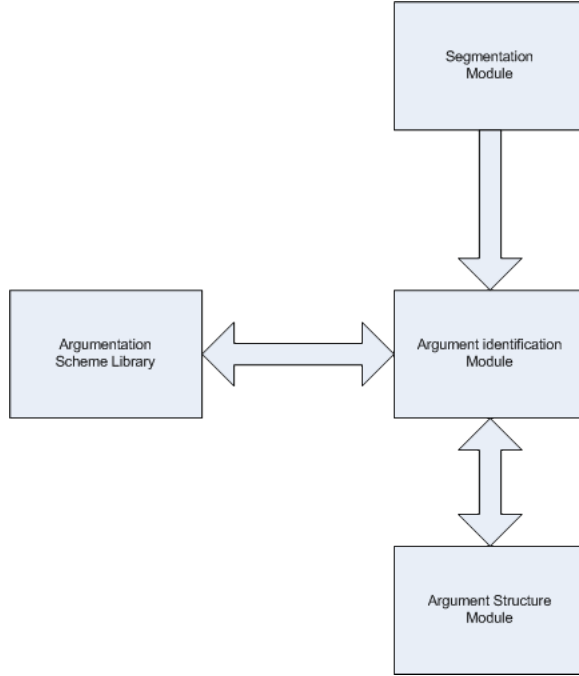 Segmentation
Module
Argumentation
Scheme Library
Argument identification
Module
Argument Structure
Module